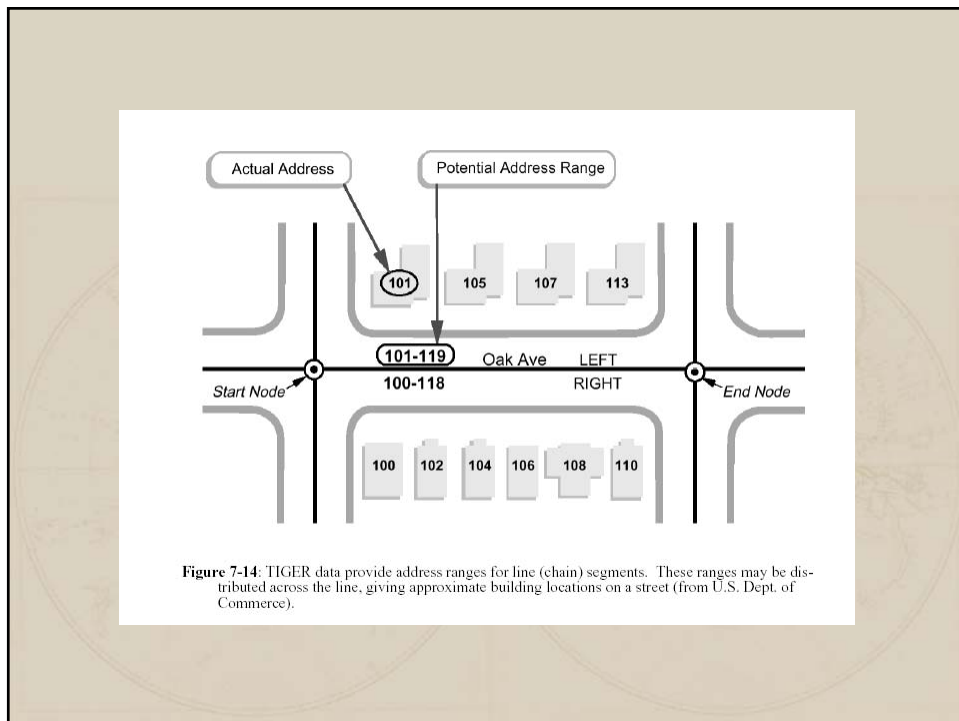 Actual Address
Potential Address Range
101
105
107
113
101-119
Oak Ave
LEFT
100-118
RIGHT
Start Node
End Node
100
102
104
106
108
110
Figure 7-14: TIGER data provide address ranges for line (chain) segments. These ranges may be dis-
tributed across the line, giving approximate building locations on a street (from U.S. Dept. of
Commerce).